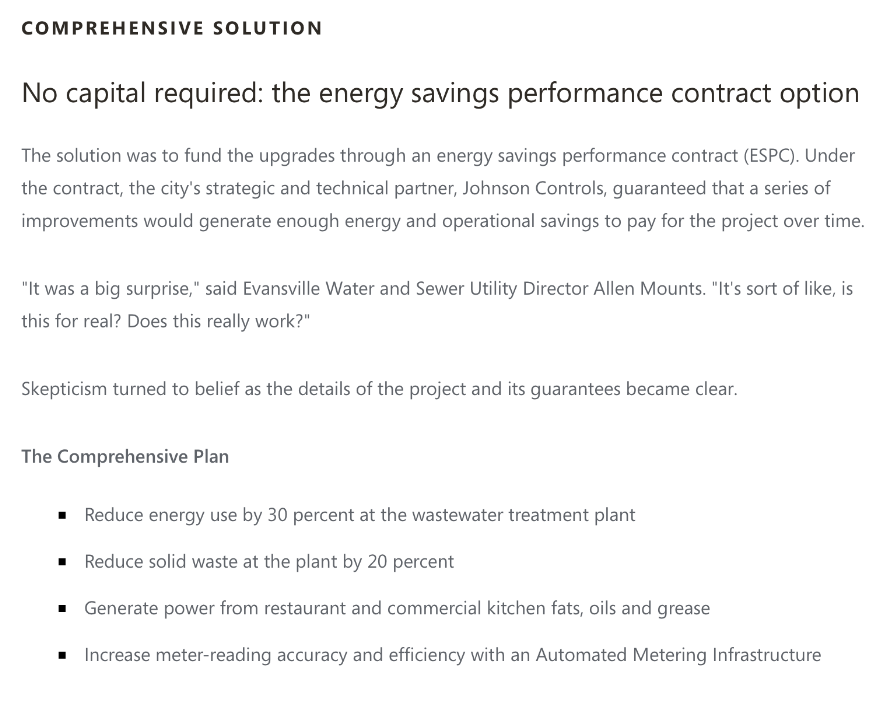 COMPREHENSIVE SOLUTION
No capital required: the energy savings performance contract option
The solution was to fund the upgrades through an energy savings performance contract (ESPC). Under
the contract, the city's strategic and technical partner, Johnson Controls, guaranteed that a series of
improvements would generate enough energy and operational savings to pay for the project over time.
"It was a big surprise," said Evansville Water and Sewer Utility Director Allen Mounts. "It's sort of like, is
this for real? Does this really work?"
Skepticism turned to belief as the details of the project and its guarantees became clear.
The Comprehensive Plan
▪ Reduce energy use by 30 percent at the wastewater treatment plant
▪ Reduce solid waste at the plant by 20 percent
▪ Generate power from restaurant and commercial kitchen fats, oils and grease
▪ Increase meter-reading accuracy and efficiency with an Automated Metering Infrastructure